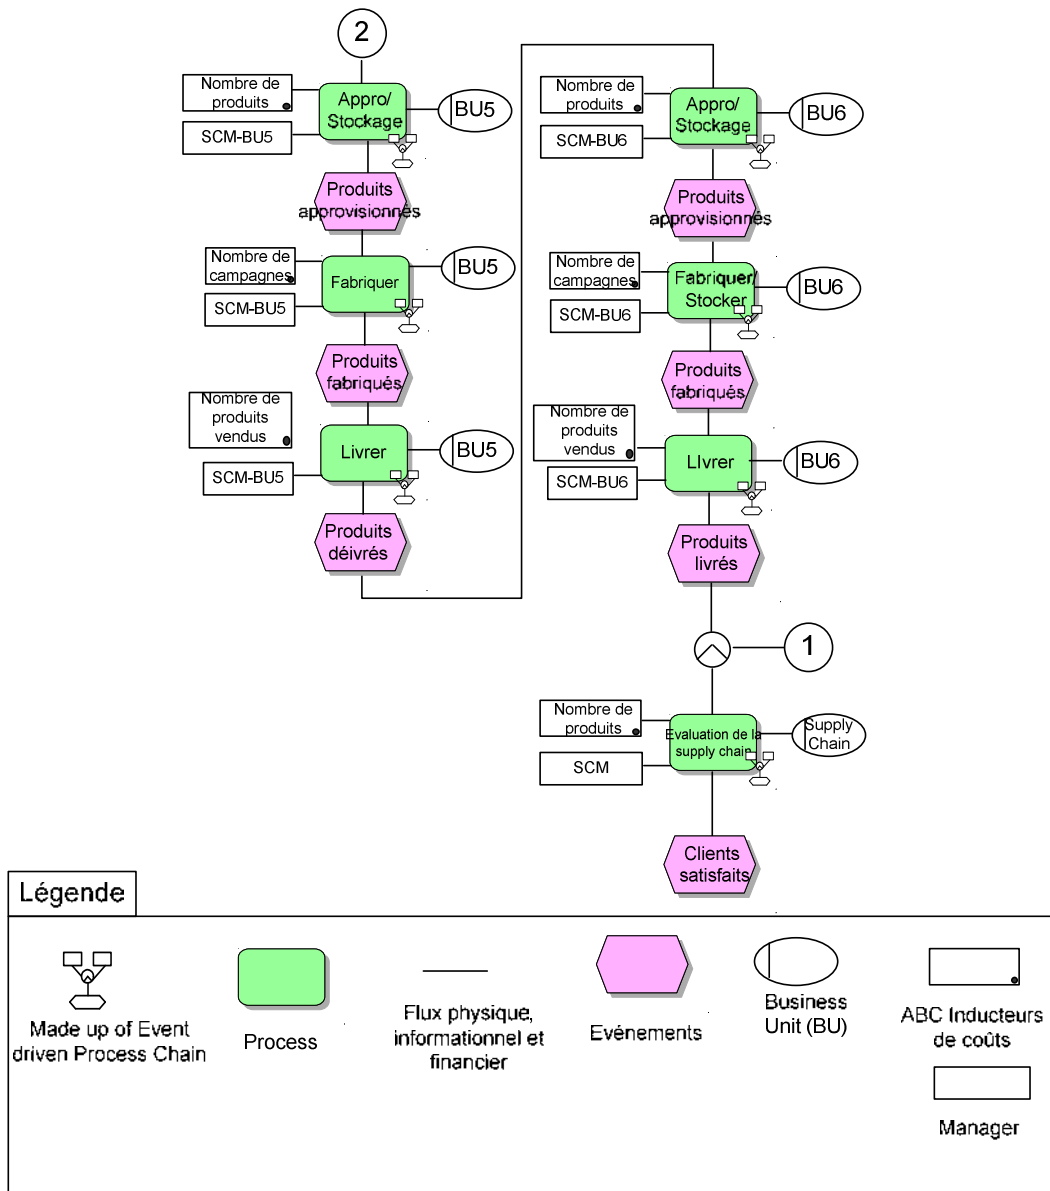 2
Nombre de
produits
Appro/
Stockage
BU5
SCM-BU5
Produits
approvisionnés
Nombre de
campagnes
Fabriquer
BU5
SCM-BU5
Produits
fabriqués
Nombre de
produits
vendus
Livrer
BU5
SCM-BU5
Produits
déivrés
Nombre de
produits
Appro/
Stockage
BU6
SCM-BU6
Produits
approvisionnés
Nombre de
campagnes
Fabriquer/
Stocker
BU6
SCM-BU6
Produits
fabriqués
Nombre de
produits
vendus
LIvrer
BU6
SCM-BU6
Produits
livrés
1
Nombre de
produits
Evaluation de la
supply chain
Supply
Chain
SCM
Clients
satisfaits
Légende
Made up of Event
driven Process Chain
Process
Flux physique,
informationnel et
financier
Evénements
Business
Unit (BU)
ABC Inducteurs
de coûts
Manager